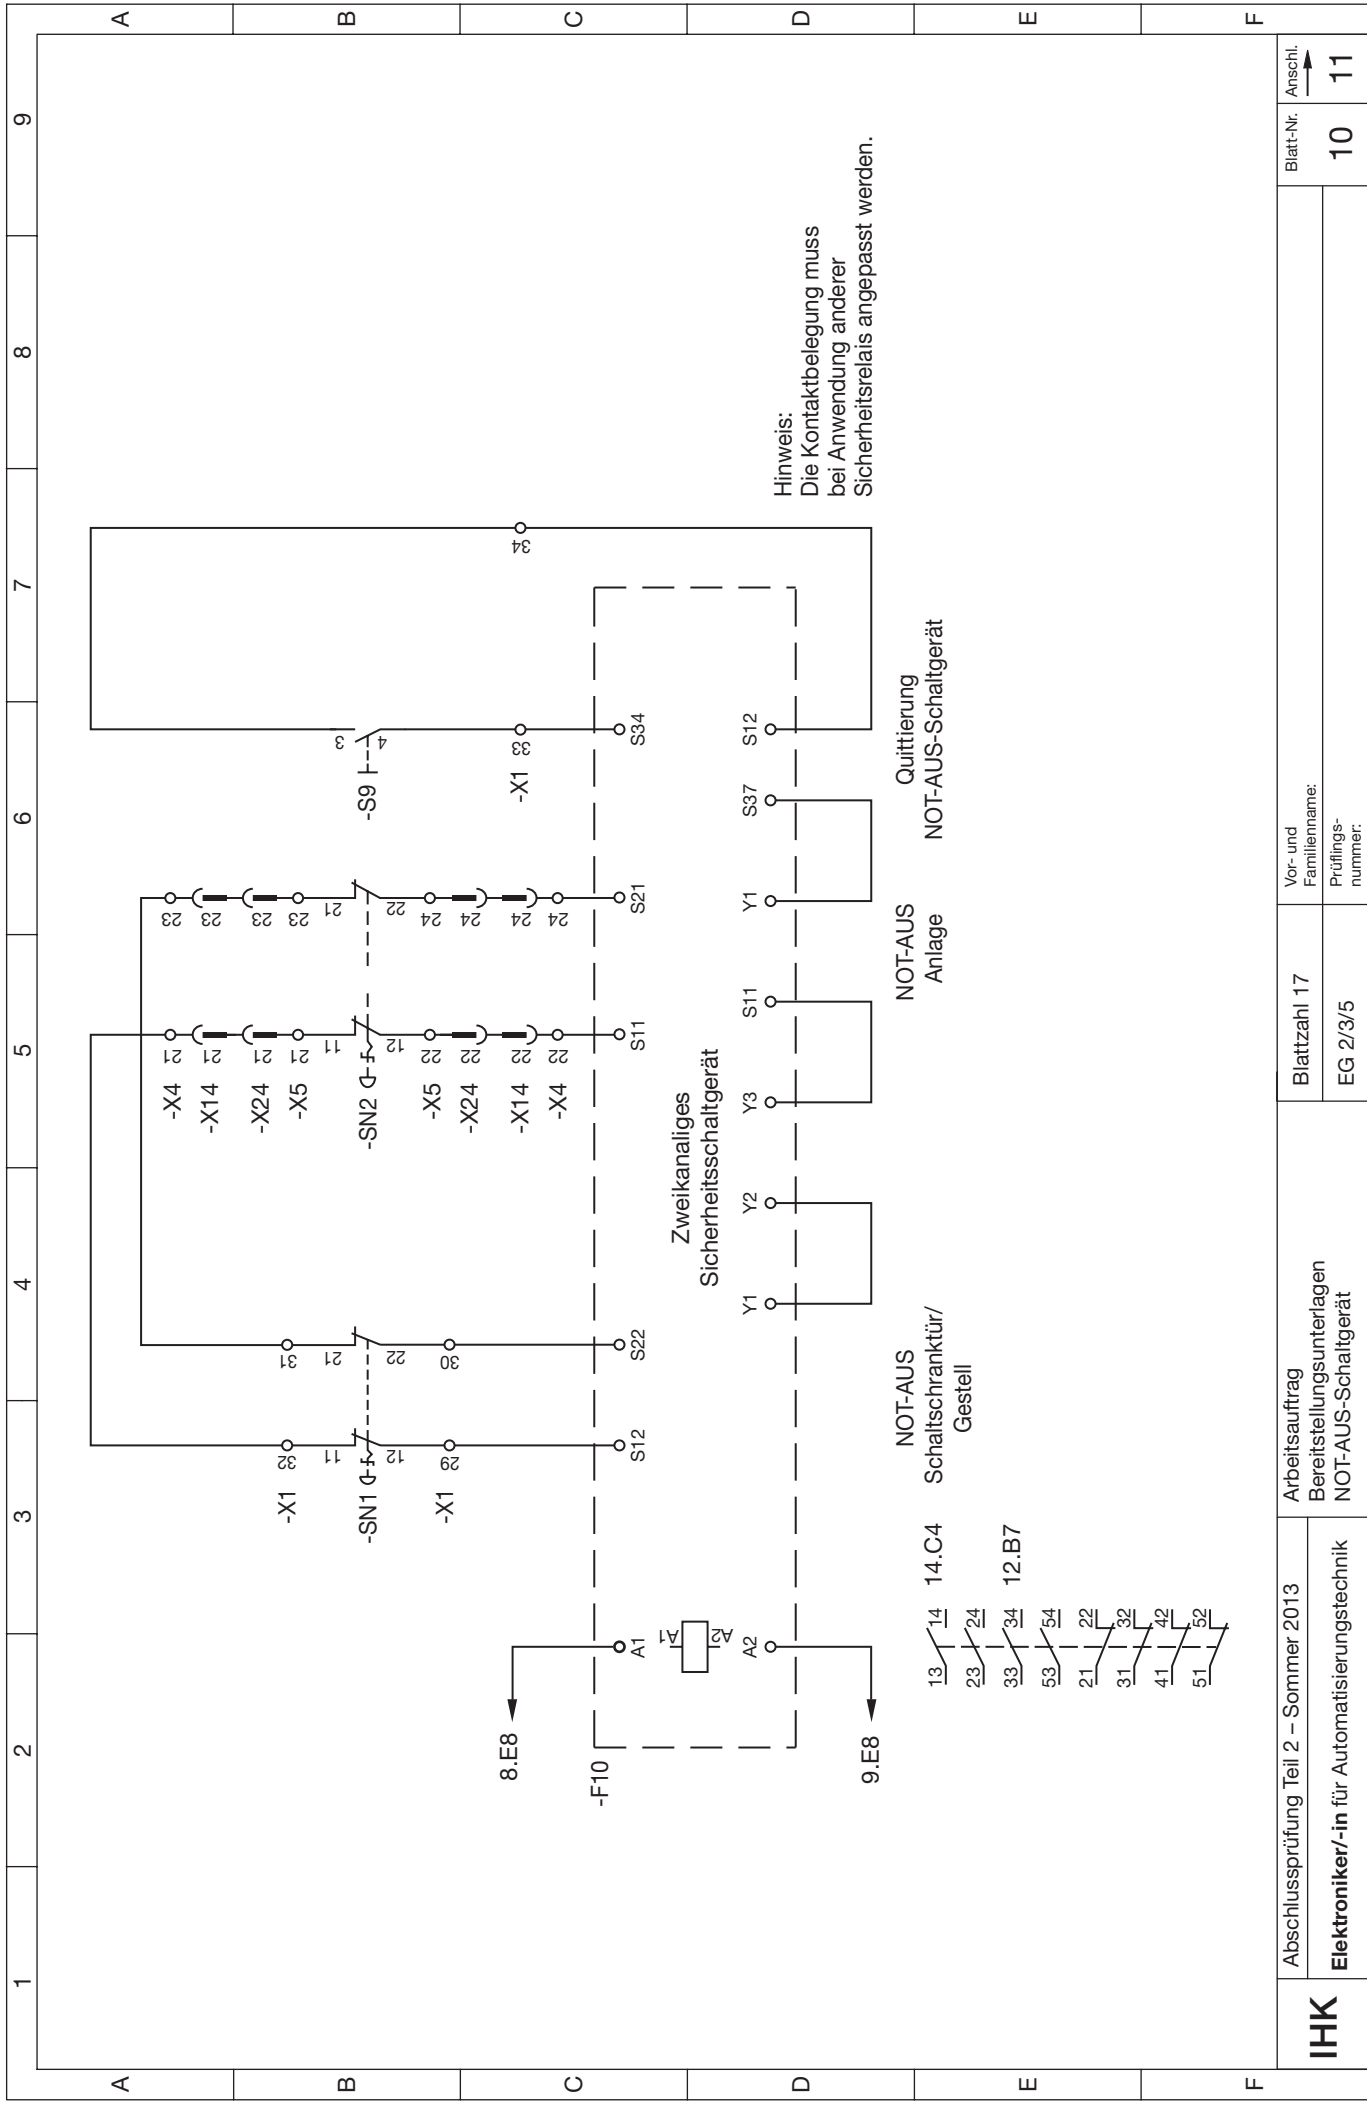 1 2 3 4 5 6 7 8 9
A
B
C
D
E
F
A
B
C
D
E
F
-X4 21 23
-X14 21 23
-X24 21 23
-X1 32 31
-X5 21 23
11 21 11 21 3
-SN1 -SN2 -S9
12 22 12 22 4
-X1 29 30
-X5 22 24
-X24 22 24
-X14 22 24
-X1 33 34
-X4 22 24
8.E8
-F10
A1 S12 S22 S11 S21 S34
A1
A2
Zweikanaliges
Sicherheitsschaltgerät
A2 Y1 Y2 Y3 S11 Y1 S37 S12
9.E8
Hinweis:
Die Kontaktbelegung muss
bei Anwendung anderer
Sicherheitsrelais angepasst werden.
NOT-AUS
Schaltschranktür/
Gestell
NOT-AUS
Anlage
Quittierung
NOT-AUS-Schaltgerät
13 14 14.C4
23 24
33 34 12.B7
53 54
21 22
31 32
41 42
51 52
IHK
Abschlussprüfung Teil 2 – Sommer 2013
Elektroniker/-in für Automatisierungstechnik
Arbeitsauftrag
Bereitstellungsunterlagen
NOT-AUS-Schaltgerät
Blattzahl 17
EG 2/3/5
Vor- und
Familienname:
Prüflings-
nummer:
Blatt-Nr.
10
Anschl.
11